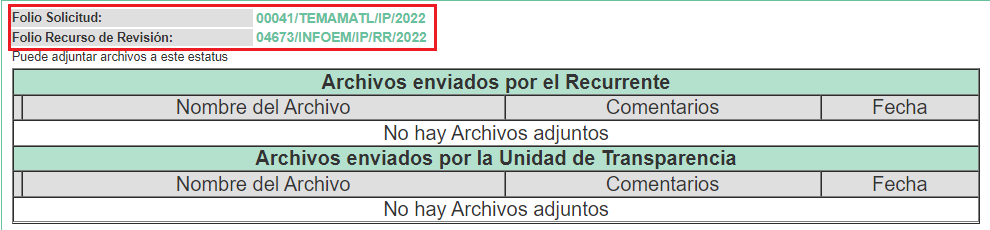 Folio Solicitud: 00041/TEMAMATL/IP/2022
Folio Recurso de Revisión: 04673/INFOEM/IP/RR/2022
Puede adjuntar archivos a este estatus
Archivos enviados por el Recurrente
Nombre del Archivo Comentarios Fecha
No hay Archivos adjuntos
Archivos enviados por la Unidad de Transparencia
Nombre del Archivo Comentarios Fecha
No hay Archivos adjuntos